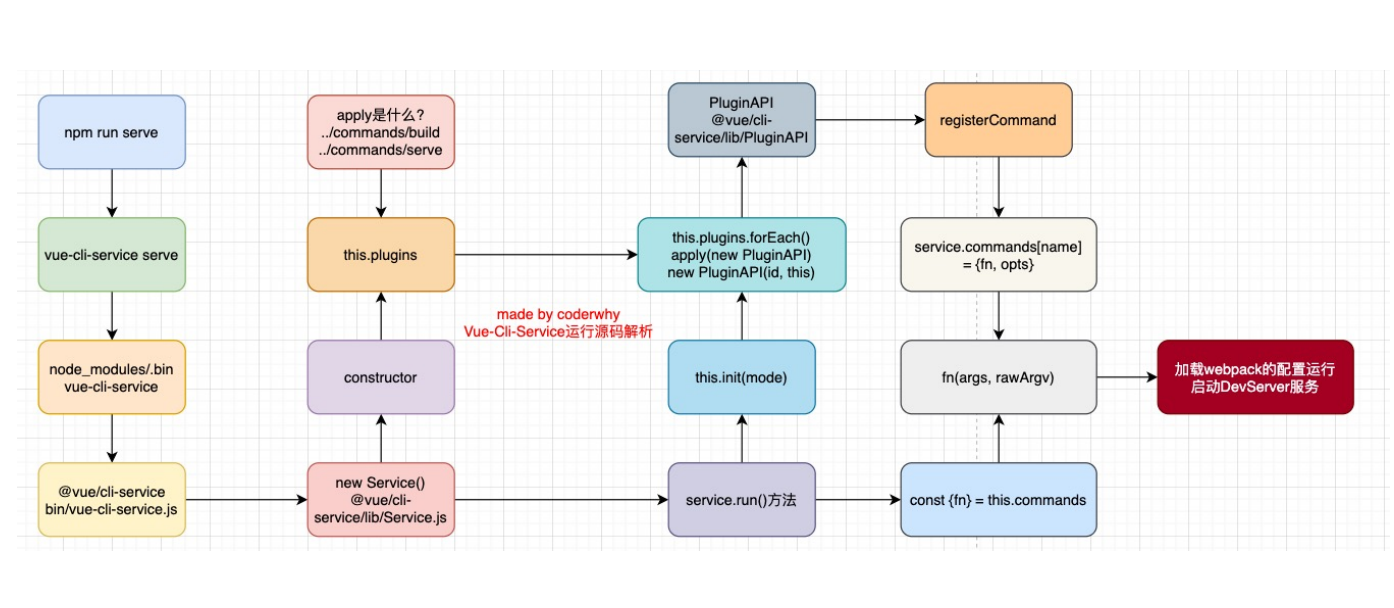 npm run serve
vue-cli-service serve
node_modules/.bin
vue-cli-service
@vue/cli-service
bin/vue-cli-service.js
apply是什么?
../commands/build
../commands/serve
this.plugins
constructor
new Service()
@vue/cli-
service/lib/Service.js
made by coderwhy
Vue-Cli-Service运行源码解析
PluginAPI
@vue/cli-
service/lib/PluginAPI
this.plugins.forEach()
apply(new PluginAPI)
new PluginAPI(id, this)
this.init(mode)
service.run()方法
registerCommand
service.commands[name]
= {fn, opts}
fn(args, rawArgv)
const {fn} = this.commands
加载webpack的配置运行
启动DevServer服务